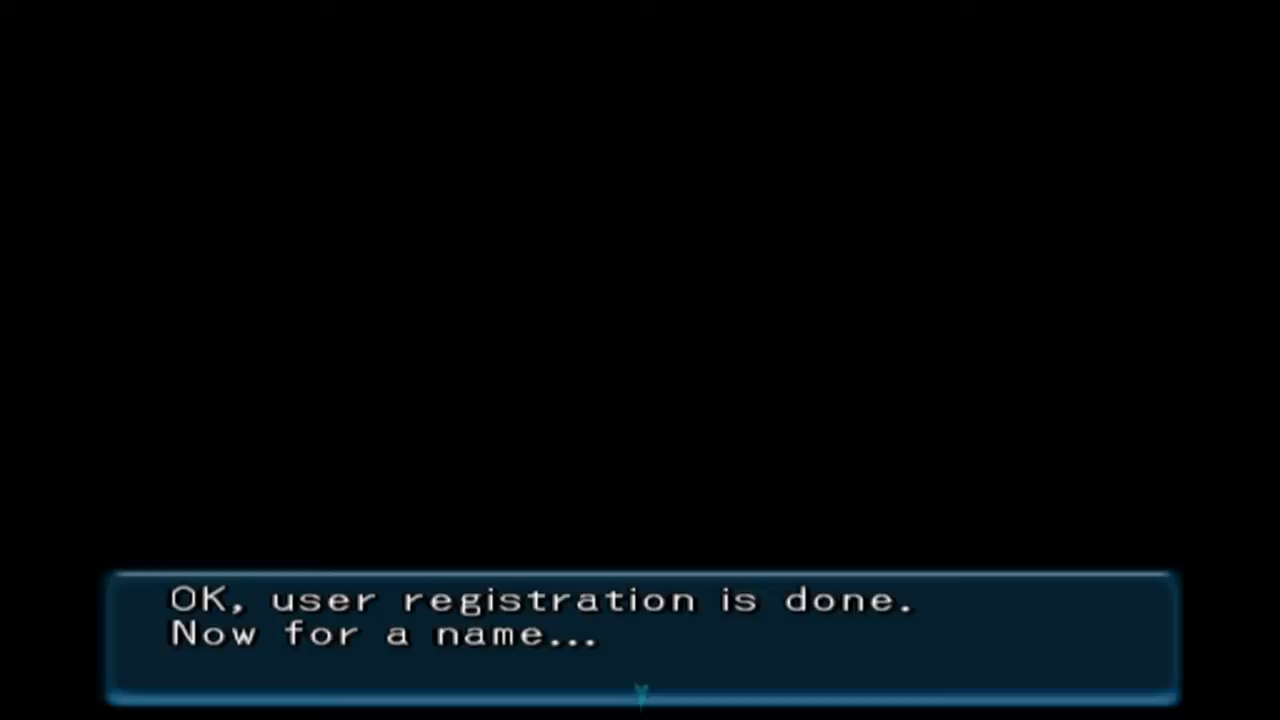 OK, user registration is done.
Now for a name...